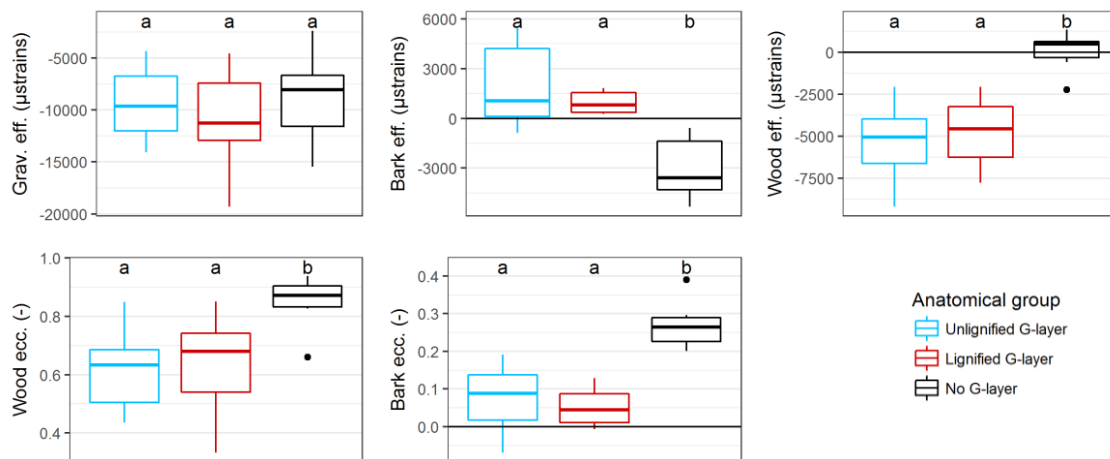 a a a
Grav. eff. (µstrains)
-5000
-10000
-15000
-20000
a a b
Bark eff. (µstrains)
6000
3000
0
-3000
a a b
Wood eff. (µstrains)
0
-2500
-5000
-7500
a a b
Wood ecc. (-)
1.0
0.8
0.6
0.4
a a b
Bark ecc. (-)
0.4
0.3
0.2
0.1
0.0
Anatomical group
Unlignified G-layer
Lignified G-layer
No G-layer